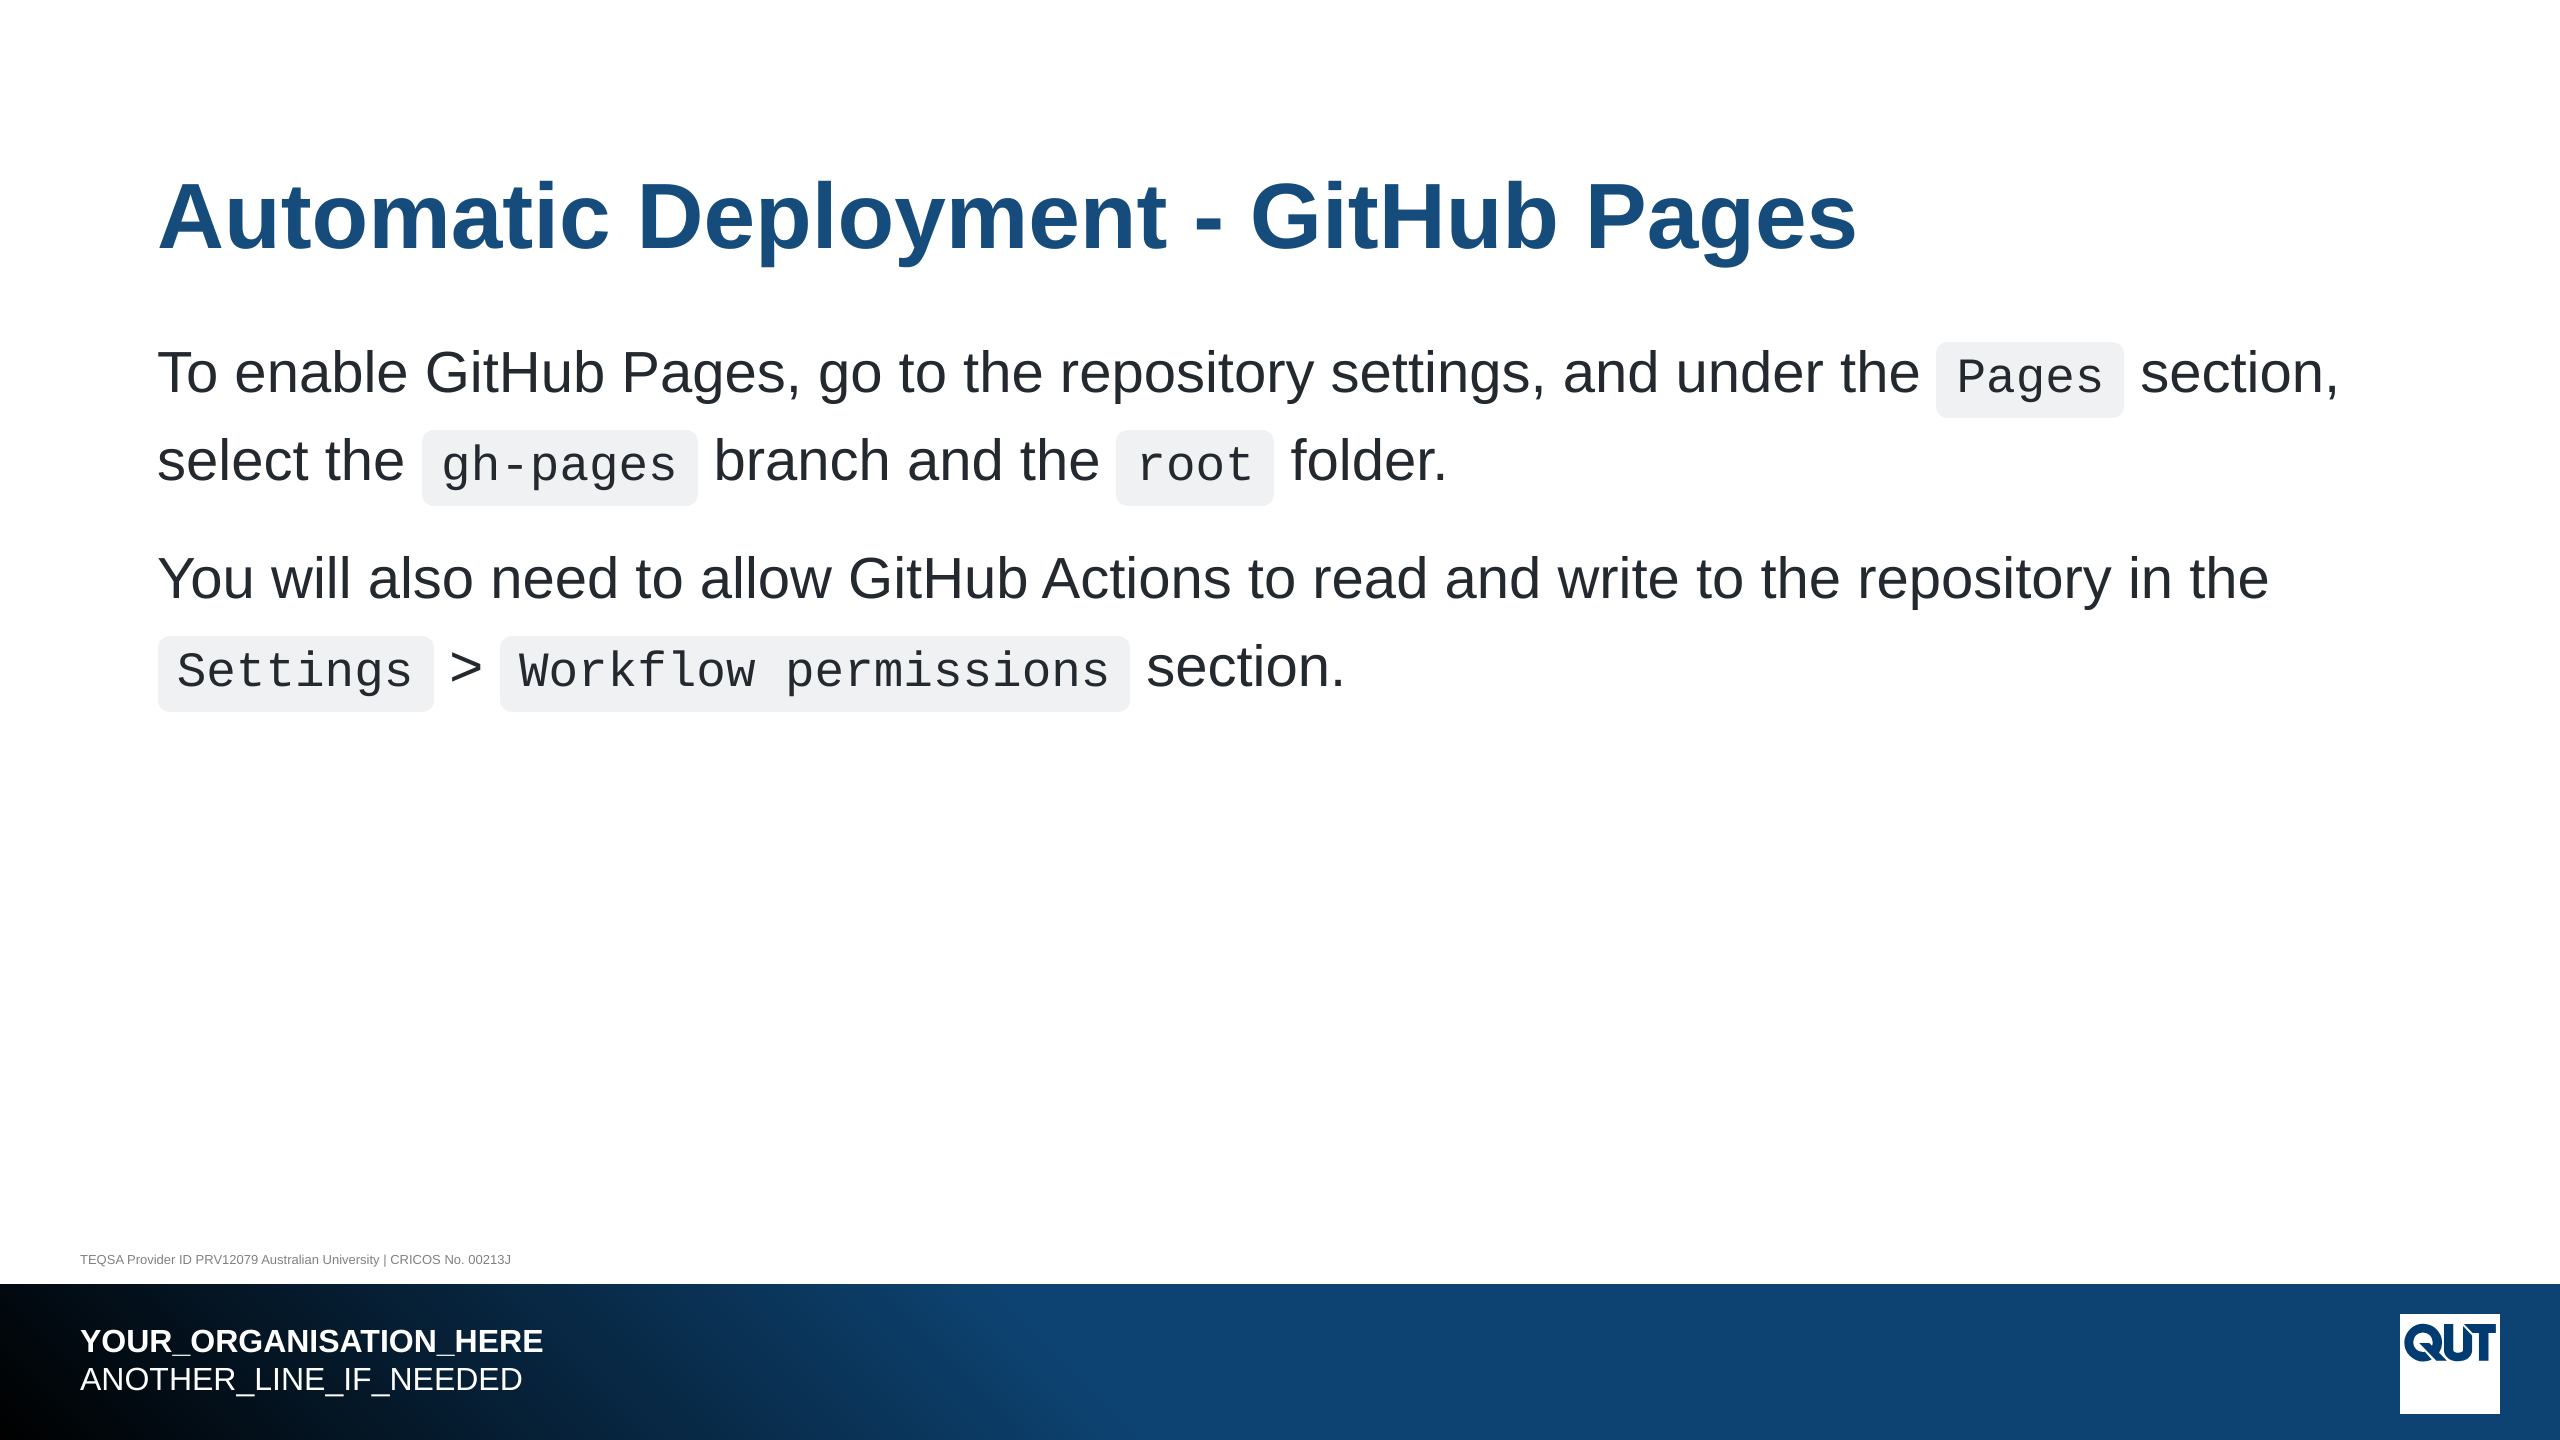 Automatic Deployment - GitHub Pages
To enable GitHub Pages, go to the repository settings, and under the Pages section,
select the gh-pages branch and the root folder.
You will also need to allow GitHub Actions to read and write to the repository in the
Settings > Workflow permissions section.
TEQSA Provider ID PRV12079 Australian University | CRICOS No. 00213J
YOUR_ORGANISATION_HERE
ANOTHER_LINE_IF_NEEDED
QUT